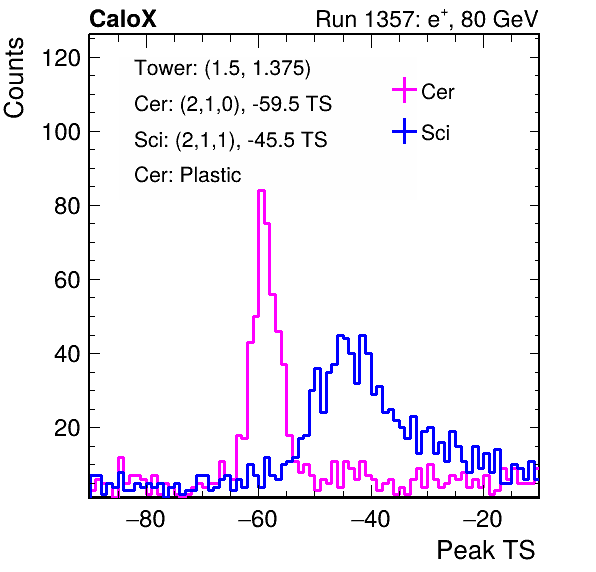 CaloX Run 1357: e⁺, 80 GeV
Counts
Tower: (1.5, 1.375)
Cer: (2,1,0), -59.5 TS
Sci: (2,1,1), -45.5 TS
Cer: Plastic
Cer
Sci
120
100
80
60
40
20
−80 −60 −40 −20
Peak TS